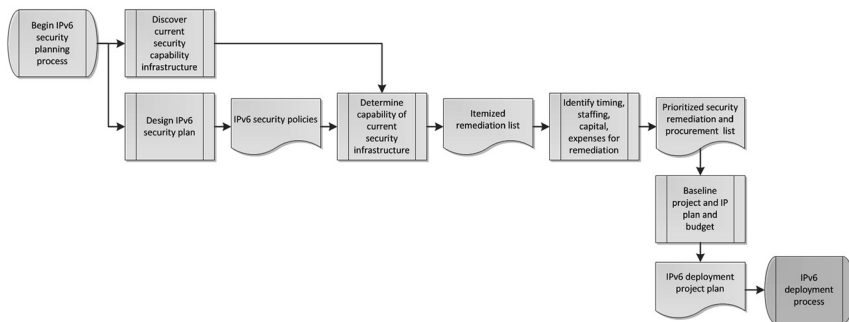 Begin IPv6
security
planning
process
Discover
current
security
capability
infrastructure
Design IPv6
security plan
IPv6 security policies
Determine
capability of
current
security
infrastructure
Itemized
remediation list
Identify timing,
staffing,
capital,
expenses for
remediation
Prioritized security
remediation and
procurement list
Baseline
project and IP
plan and
budget
IPv6 deployment
project plan
IPv6
deployment
process